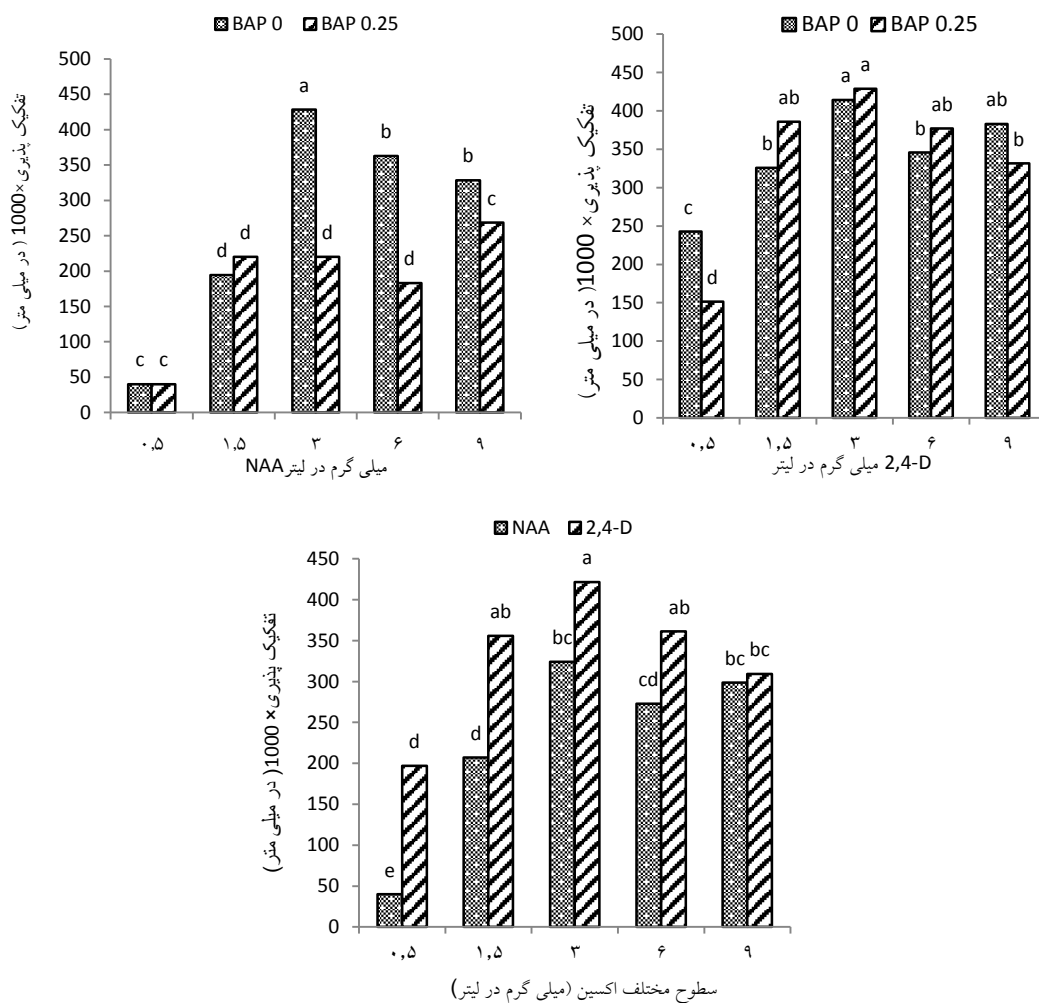 BAP 0 BAP 0.25
تفکیک پذیری×1000 ( در میلی متر)
500
450
400
350
300
250
200
150
100
50
0
c c d d a d b d b c
۰٫۵ ۱٫۵ ۳ ۶ ۹
میلی گرم در لیترNAA
BAP 0 BAP 0.25
تفکیک پذیری× 1000( در میلی متر)
500
450
400
350
300
250
200
150
100
50
0
c d b ab a a b ab ab b
۰٫۵ ۱٫۵ ۳ ۶ ۹
2,4-D میلی گرم در لیتر
NAA 2,4-D
تفکیک پذیری× 1000( در میلی متر)
450
400
350
300
250
200
150
100
50
0
e d d ab bc a cd ab bc bc
۰٫۵ ۱٫۵ ۳ ۶ ۹
سطوح مختلف اکسین (میلی گرم در لیتر)